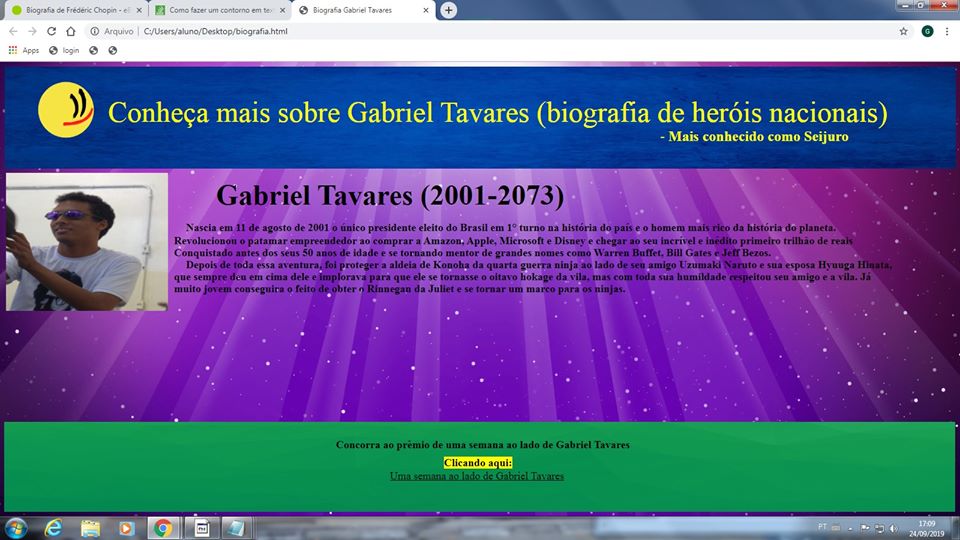 Biografia de Frédéric Chopin - eB
Como fazer um contorno em tex
Biografia Gabriel Tavares
Arquivo | C:/Users/aluno/Desktop/biografia.html
Apps login
Conheça mais sobre Gabriel Tavares (biografia de heróis nacionais)
- Mais conhecido como Seijuro
Gabriel Tavares (2001-2073)
Nascia em 11 de agosto de 2001 o único presidente eleito do Brasil em 1° turno na história do país e o homem mais rico da história do planeta.
Revolucionou o patamar empreendedor ao comprar a Amazon, Apple, Microsoft e Disney e chegar ao seu incrível e inédito primeiro trilhão de reais
Conquistado antes dos seus 50 anos de idade e se tornando mentor de grandes nomes como Warren Buffet, Bill Gates e Jeff Bezos.
Depois de toda essa aventura, foi proteger a aldeia de Konoha da quarta guerra ninja ao lado de seu amigo Uzumaki Naruto e sua esposa Hyuuga Hinata,
que sempre deu em cima dele e implorava para que ele se tornasse o oitavo hokage da vila, mas com toda sua humildade respeitou seu amigo e a vila. Já
muito jovem conseguira o feito de obter o Rinnegan da Juliet e se tornar um marco para os ninjas.
Concorra ao prêmio de uma semana ao lado de Gabriel Tavares
Clicando aqui:
Uma semana ao lado de Gabriel Tavares
PT
17:09
24/09/2019